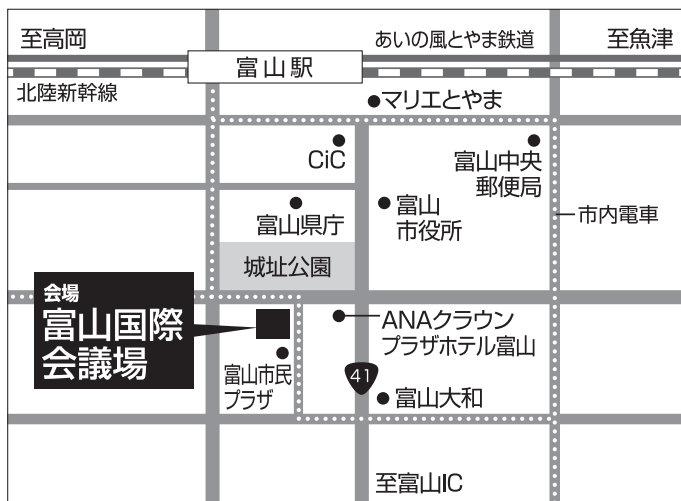 至高岡
あいの風とやま鉄道
至魚津
富山駅
北陸新幹線
マリエとやま
CiC
富山中央
郵便局
富山県庁
富山
市役所
市内電車
城址公園
会場
富山国際
会議場
ANAクラウン
プラザホテル富山
富山市民
プラザ
41
富山大和
至富山IC